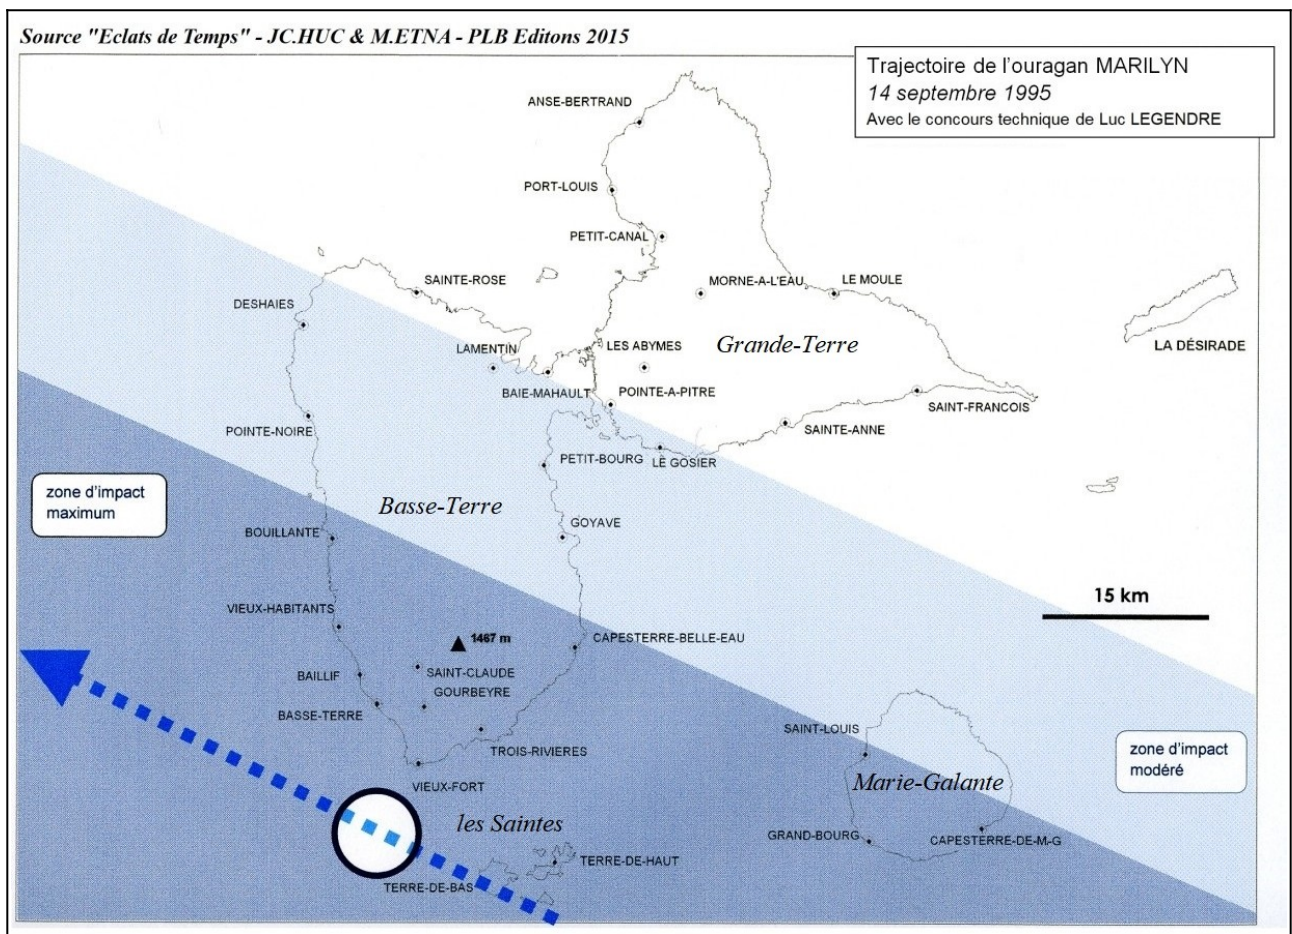 Source "Eclats de Temps" - JC.HUC & M.ETNA - PLB Editons 2015
Trajectoire de l'ouragan MARILYN
14 septembre 1995
Avec le concours technique de Luc LEGENDRE
ANSE-BERTRAND
PORT-LOUIS
PETIT-CANAL
SAINTE-ROSE
MORNE-A-L'EAU
LE MOULE
DESHAIES
LES ABYMES
Grande-Terre
LA DÉSIRADE
LAMENTIN
BAIE-MAHAULT
POINTE-A-PITRE
SAINT-FRANCOIS
POINTE-NOIRE
SAINTE-ANNE
PETIT-BOURG
LE GOSIER
zone d'impact
maximum
Basse-Terre
BOUILLANTE
GOYAVE
15 km
VIEUX-HABITANTS
1467 m
CAPESTERRE-BELLE-EAU
BAILLIF
SAINT-CLAUDE
GOURBEYRE
BASSE-TERRE
SAINT-LOUIS
TROIS-RIVIERES
zone d'impact
modéré
VIEUX-FORT
Marie-Galante
les Saintes
GRAND-BOURG
CAPESTERRE-DE-M-G
TERRE-DE-HAUT
TERRE-DE-BAS